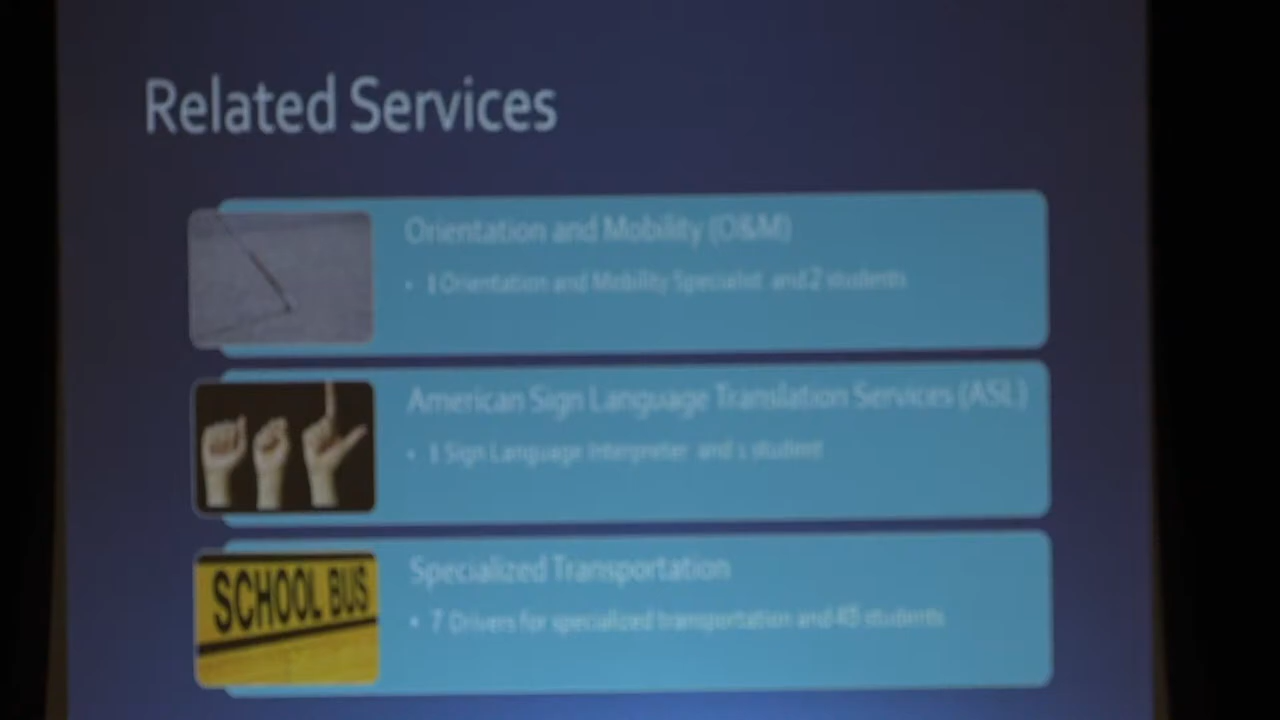 Related Services
Orientation and Mobility (O&M)
• 1 Orientation and Mobility Specialist and 2 students
American Sign Language Translation Services (ASL)
• 1 Sign Language Interpreter and 1 student
SCHOOL BUS
Specialized Transportation
• 7 Drivers for specialized transportation and students